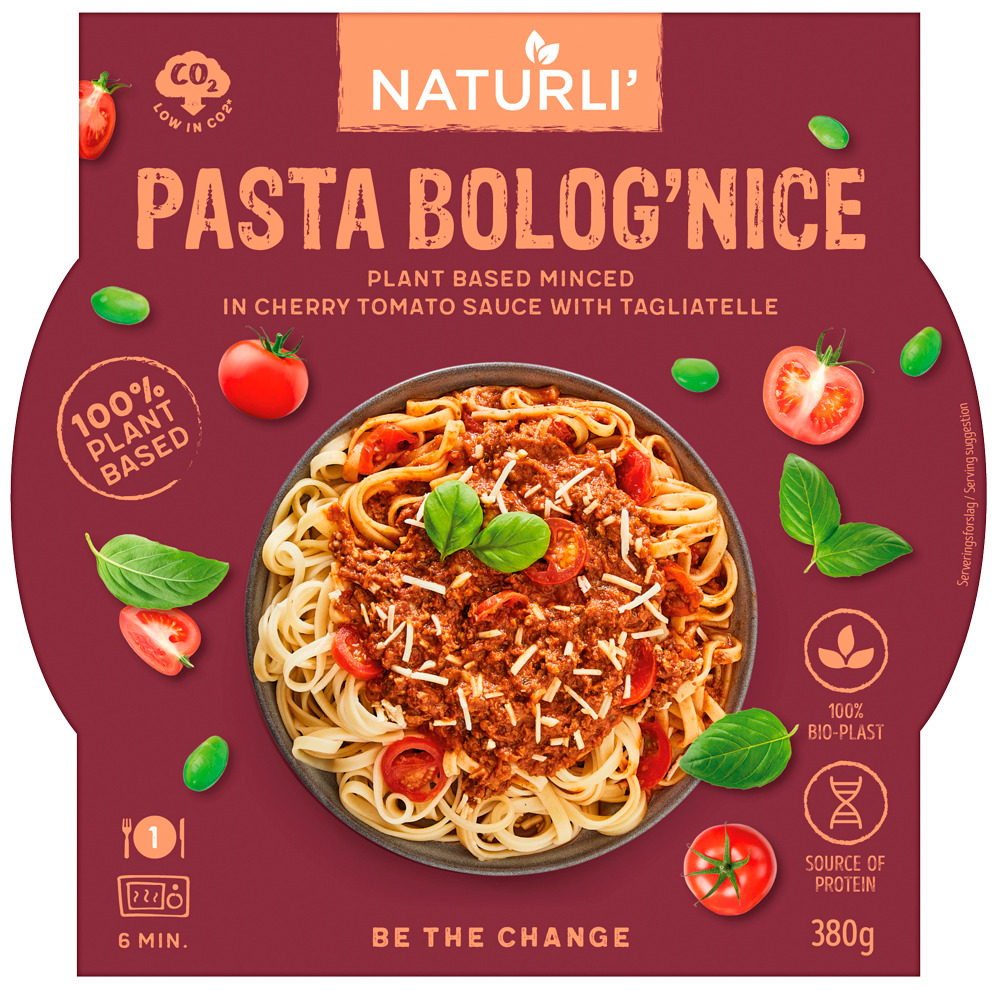 CO2
LOW IN CO2*
NATURLI'
PASTA BOLOG'NICE
PLANT BASED MINCED
IN CHERRY TOMATO SAUCE WITH TAGLIATELLE
100%
PLANT
BASED
Serveringsforslag / Serving suggestion
100%
BIO-PLAST
SOURCE OF
PROTEIN
1
6 MIN.
BE THE CHANGE
380g